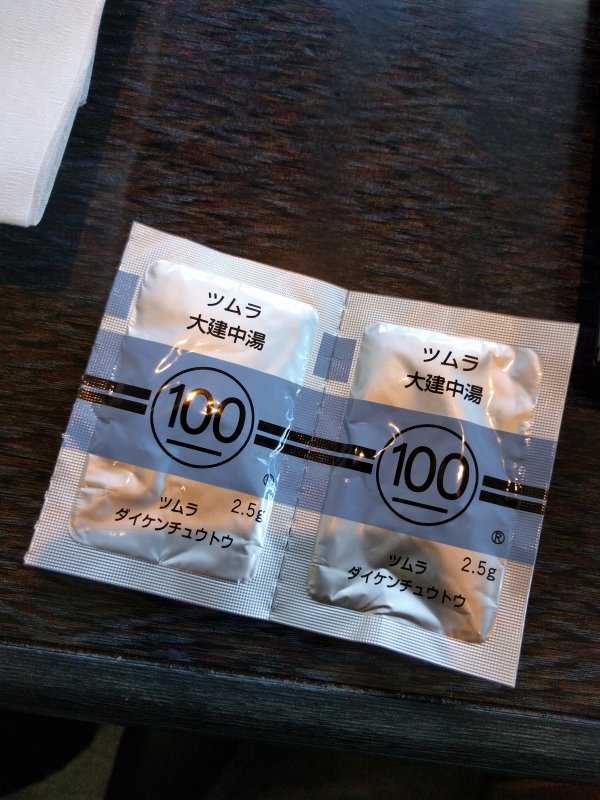 ツムラ
大建中湯
100
®
ツムラ 2.5g
ダイケンチュウトウ
ツムラ
大建中湯
100
®
ツムラ 2.5g
ダイケンチュウトウ